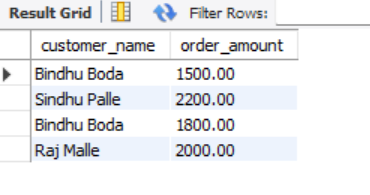 Result Grid Filter Rows:
customer_name order_amount
Bindhu Boda 1500.00
Sindhu Palle 2200.00
Bindhu Boda 1800.00
Raj Malle 2000.00